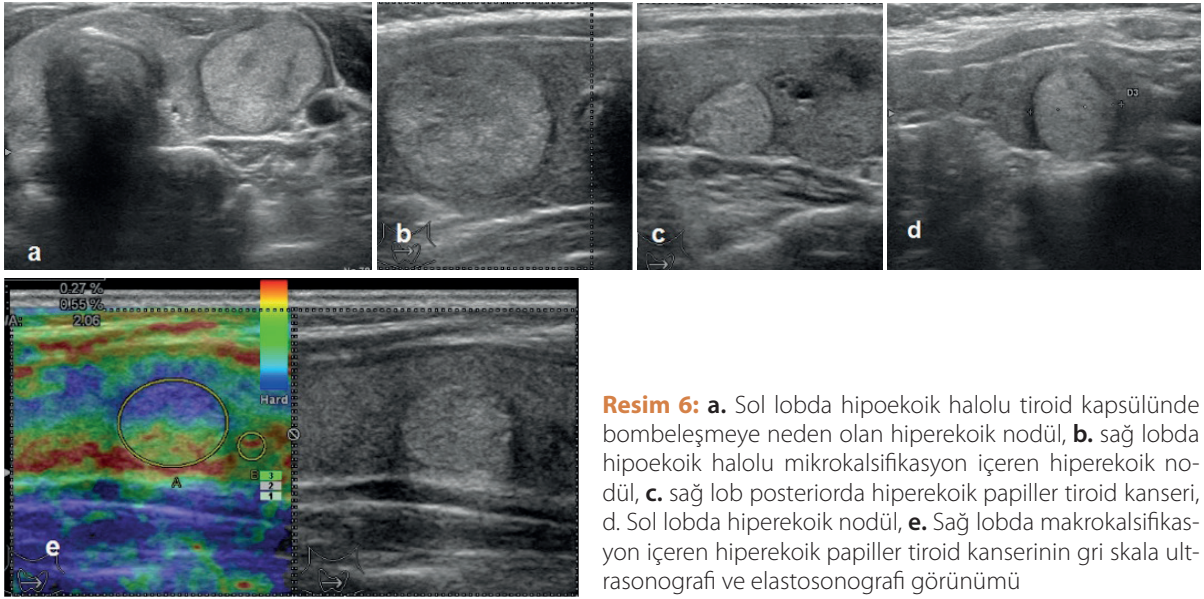 a
b
c
D3
d
0.27 %
0.55 %
/A:
2.06
Hard
A
B
3
2
1
e
Resim 6: a. Sol lobda hipoekoik halolu tiroid kapsülünde
bombeleşmeye neden olan hiperekoik nodül, b. sağ lobda
hipoekoik halolu mikrokalsifikasyon içeren hiperekoik no-
dül, c. sağ lob posteriorda hiperekoik papiller tiroid kanseri,
d. Sol lobda hiperekoik nodül, e. Sağ lobda makrokalsifikas-
yon içeren hiperekoik papiller tiroid kanserinin gri skala ult-
rasonografi ve elastosonografi görünümü